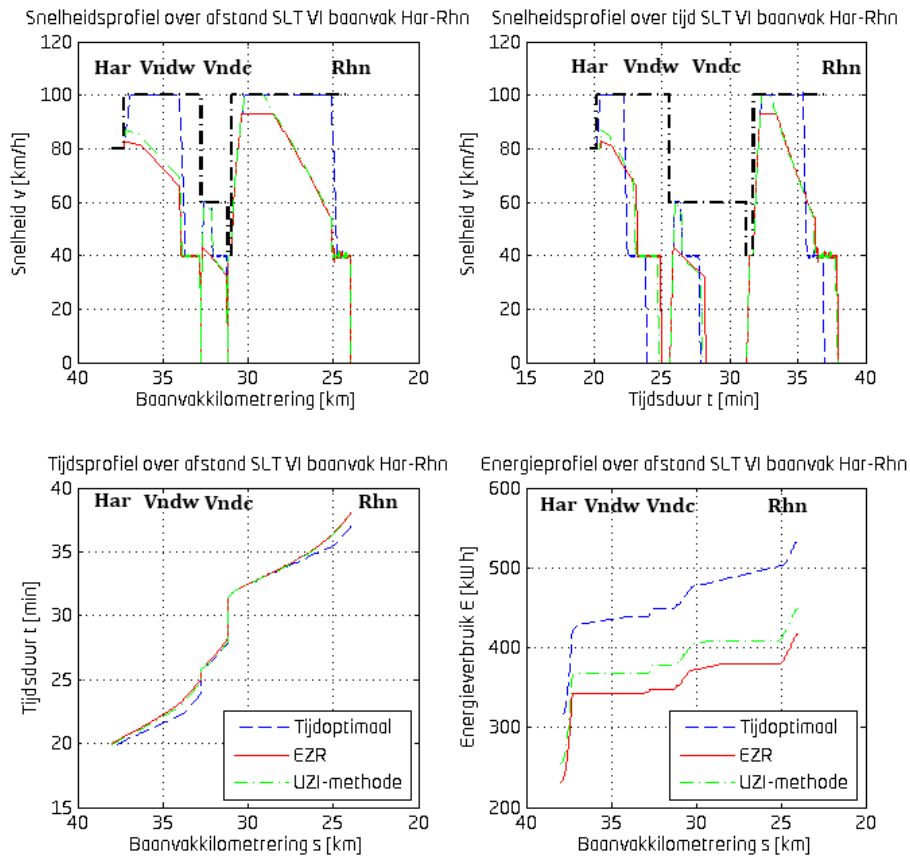 Snelheidsprofiel over afstand SLT VI baanvak Har-Rhn
Har Vndw Vndc Rhn
120
100
80
60
40
20
0
Snelheid v [km/h]
40 35 30 25 20
Baanvakkilometrering [km]
Snelheidsprofiel over tijd SLT VI baanvak Har-Rhn
Har Vndw Vndc Rhn
120
100
80
60
40
20
0
Snelheid v [km/h]
15 20 25 30 35 40
Tijdsduur t [min]
Tijdsprofiel over afstand SLT VI baanvak Har-Rhn
Har Vndw Vndc Rhn
40
35
30
25
20
15
Tijdsduur t [min]
Tijdoptimaal
EZR
UZI-methode
40 35 30 25 20
Baanvakkilometrering s [km]
Energieprofiel over afstand SLT VI baanvak Har-Rhn
Har Vndw Vndc Rhn
600
500
400
300
200
Energieverbruik E [kWh]
Tijdoptimaal
EZR
UZI-methode
40 35 30 25 20
Baanvakkilometrering s [km]